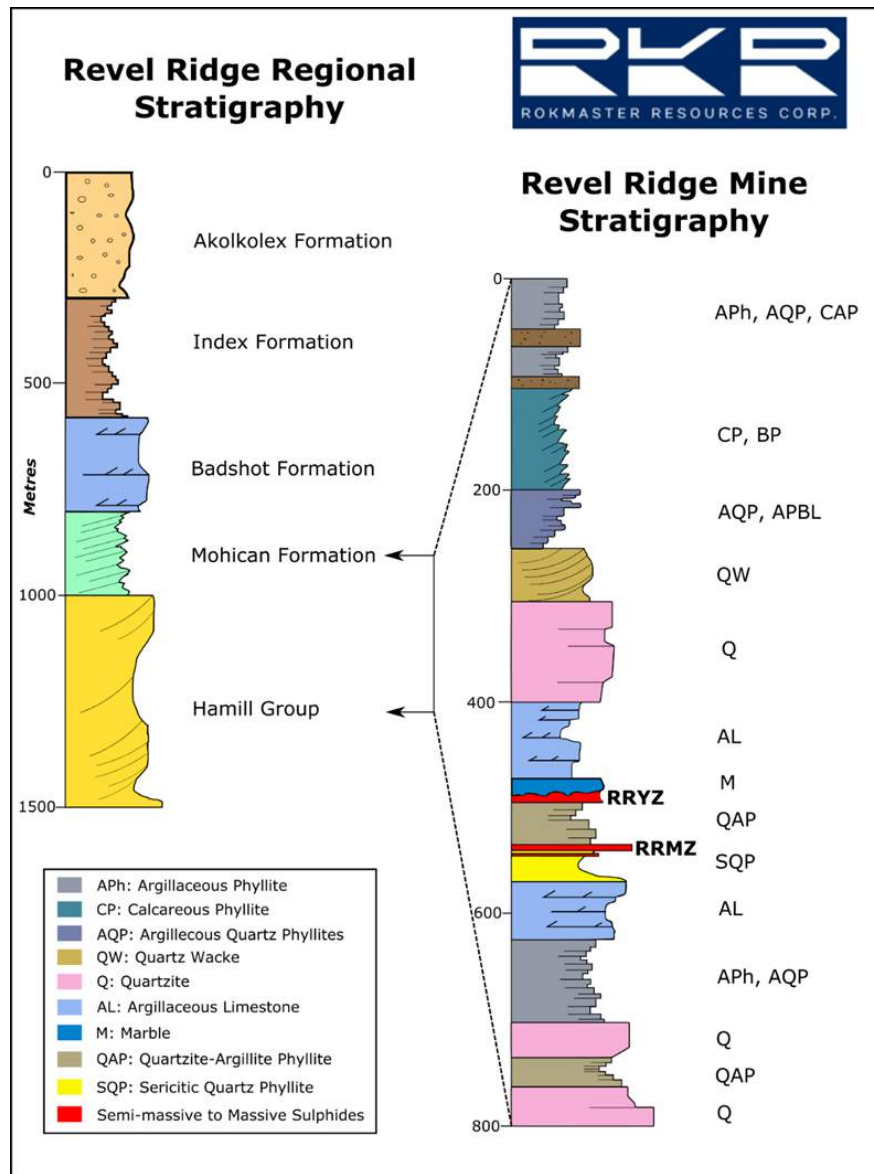 Revel Ridge Regional
Stratigraphy
RKR
ROKMASTER RESOURCES CORP.
0
500
1000
1500
Metres
Akolkolex Formation
Index Formation
Badshot Formation
Mohican Formation
Hamill Group
Revel Ridge Mine
Stratigraphy
0
200
400
600
800
APh, AQP, CAP
CP, BP
AQP, APBL
QW
Q
AL
M
RRYZ
QAP
RRMZ
SQP
AL
APh, AQP
Q
QAP
Q
APh: Argillaceous Phyllite
CP: Calcareous Phyllite
AQP: Argillecous Quartz Phyllites
QW: Quartz Wacke
Q: Quartzite
AL: Argillaceous Limestone
M: Marble
QAP: Quartzite-Argillite Phyllite
SQP: Sericitic Quartz Phyllite
Semi-massive to Massive Sulphides